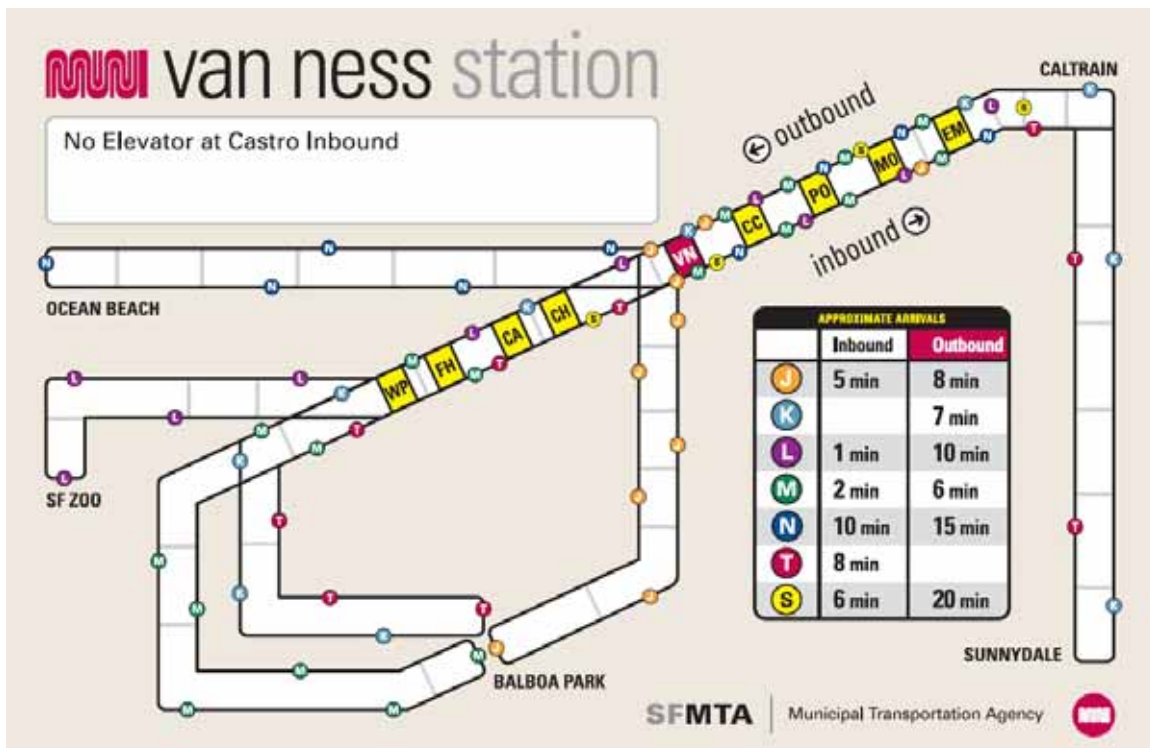 MUNI van ness station
No Elevator at Castro Inbound
CALTRAIN
outbound
inbound
EM
MO
PO
CC
VN
CH
CA
FH
WP
OCEAN BEACH
SF ZOO
BALBOA PARK
SUNNYDALE
APPROXIMATE ARRIVALS
Inbound Outbound
J 5 min 8 min
K 7 min
L 1 min 10 min
M 2 min 6 min
N 10 min 15 min
T 8 min
S 6 min 20 min
SFMTA Municipal Transportation Agency